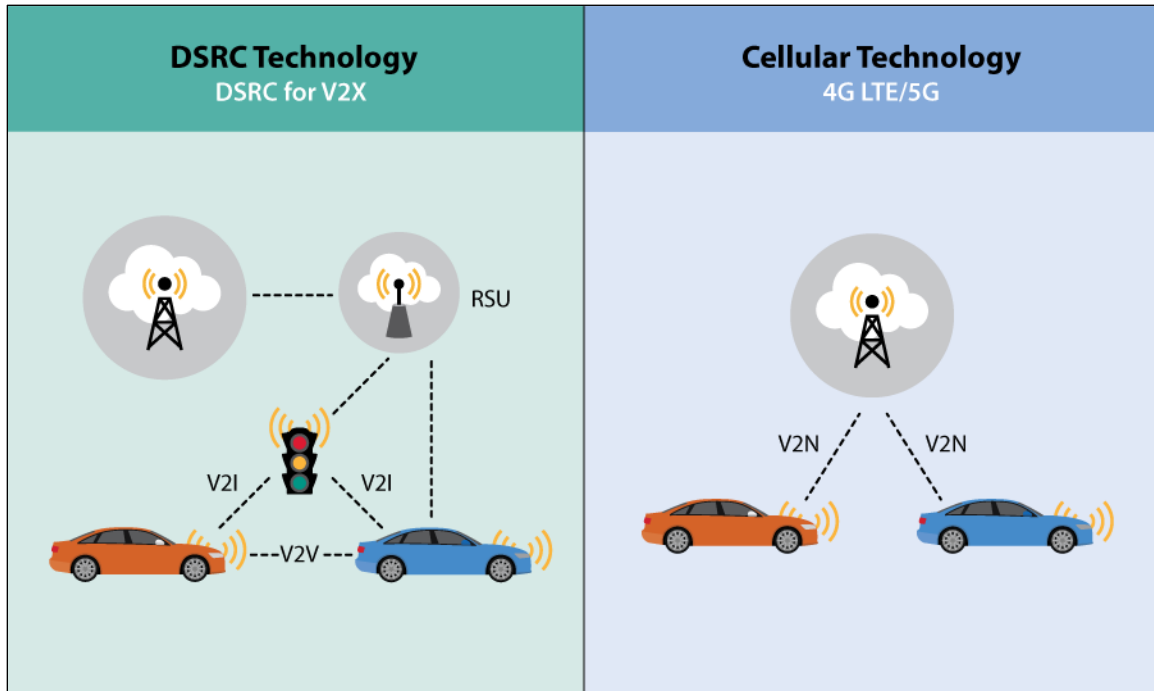 DSRC Technology
DSRC for V2X
RSU
V2I
V2I
V2V
Cellular Technology
4G LTE/5G
V2N
V2N